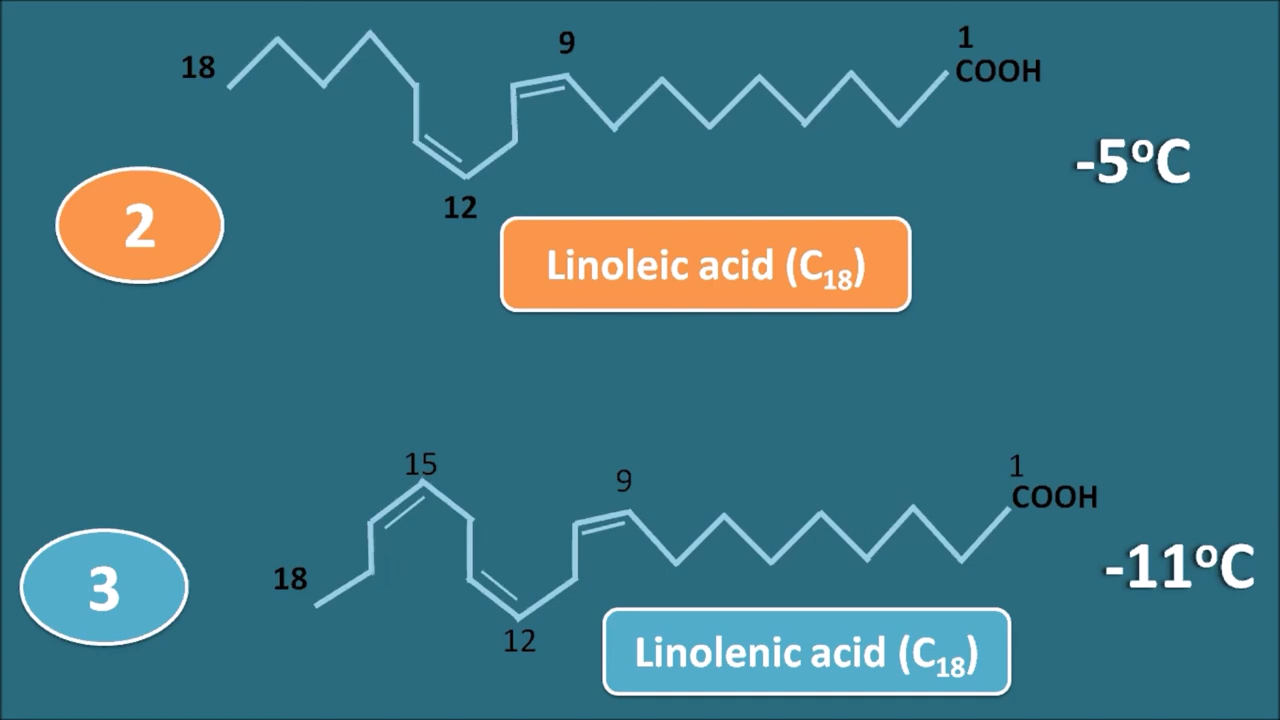 1
9
18
COOH
-5ºC
12
2
Linoleic acid (C₁₈)
15
1
9
COOH
-11ºC
18
3
12
Linolenic acid (C₁₈)